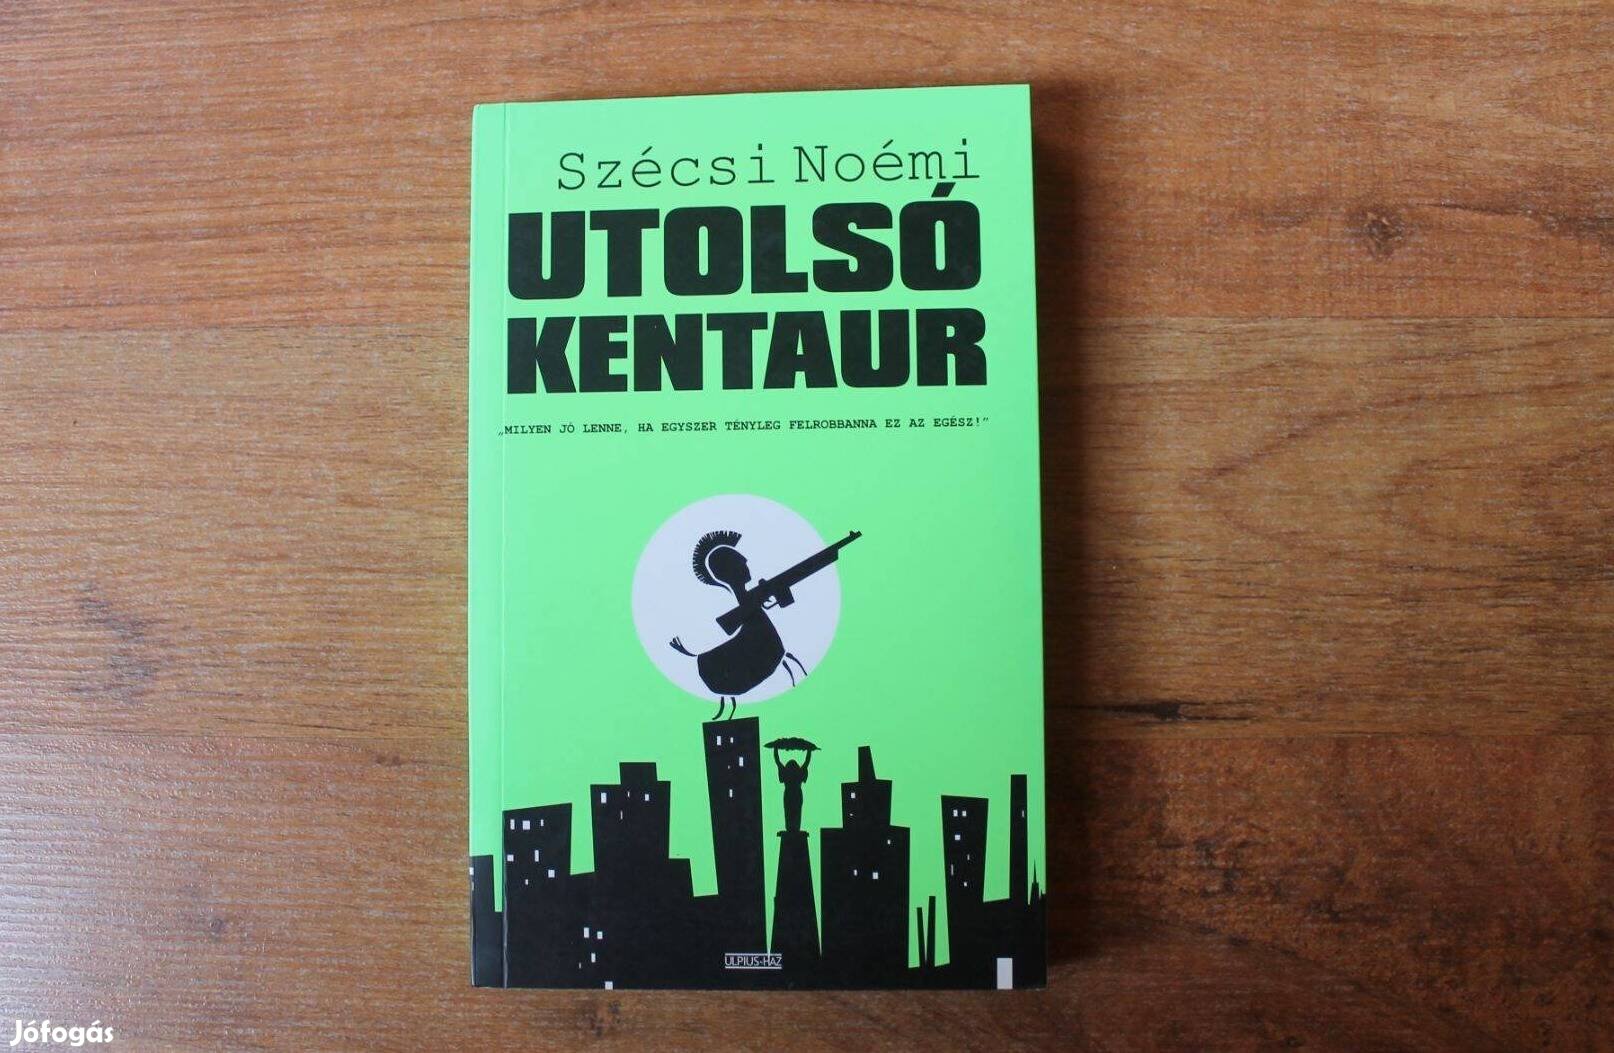 Szécsi Noémi
UTOLSÓ
KENTAUR
„MILYEN JÓ LENNE, HA EGYSZER TÉNYLEG FELROBBANNA EZ AZ EGÉSZ!”
ULPIUS-HÁZ
Jófogás